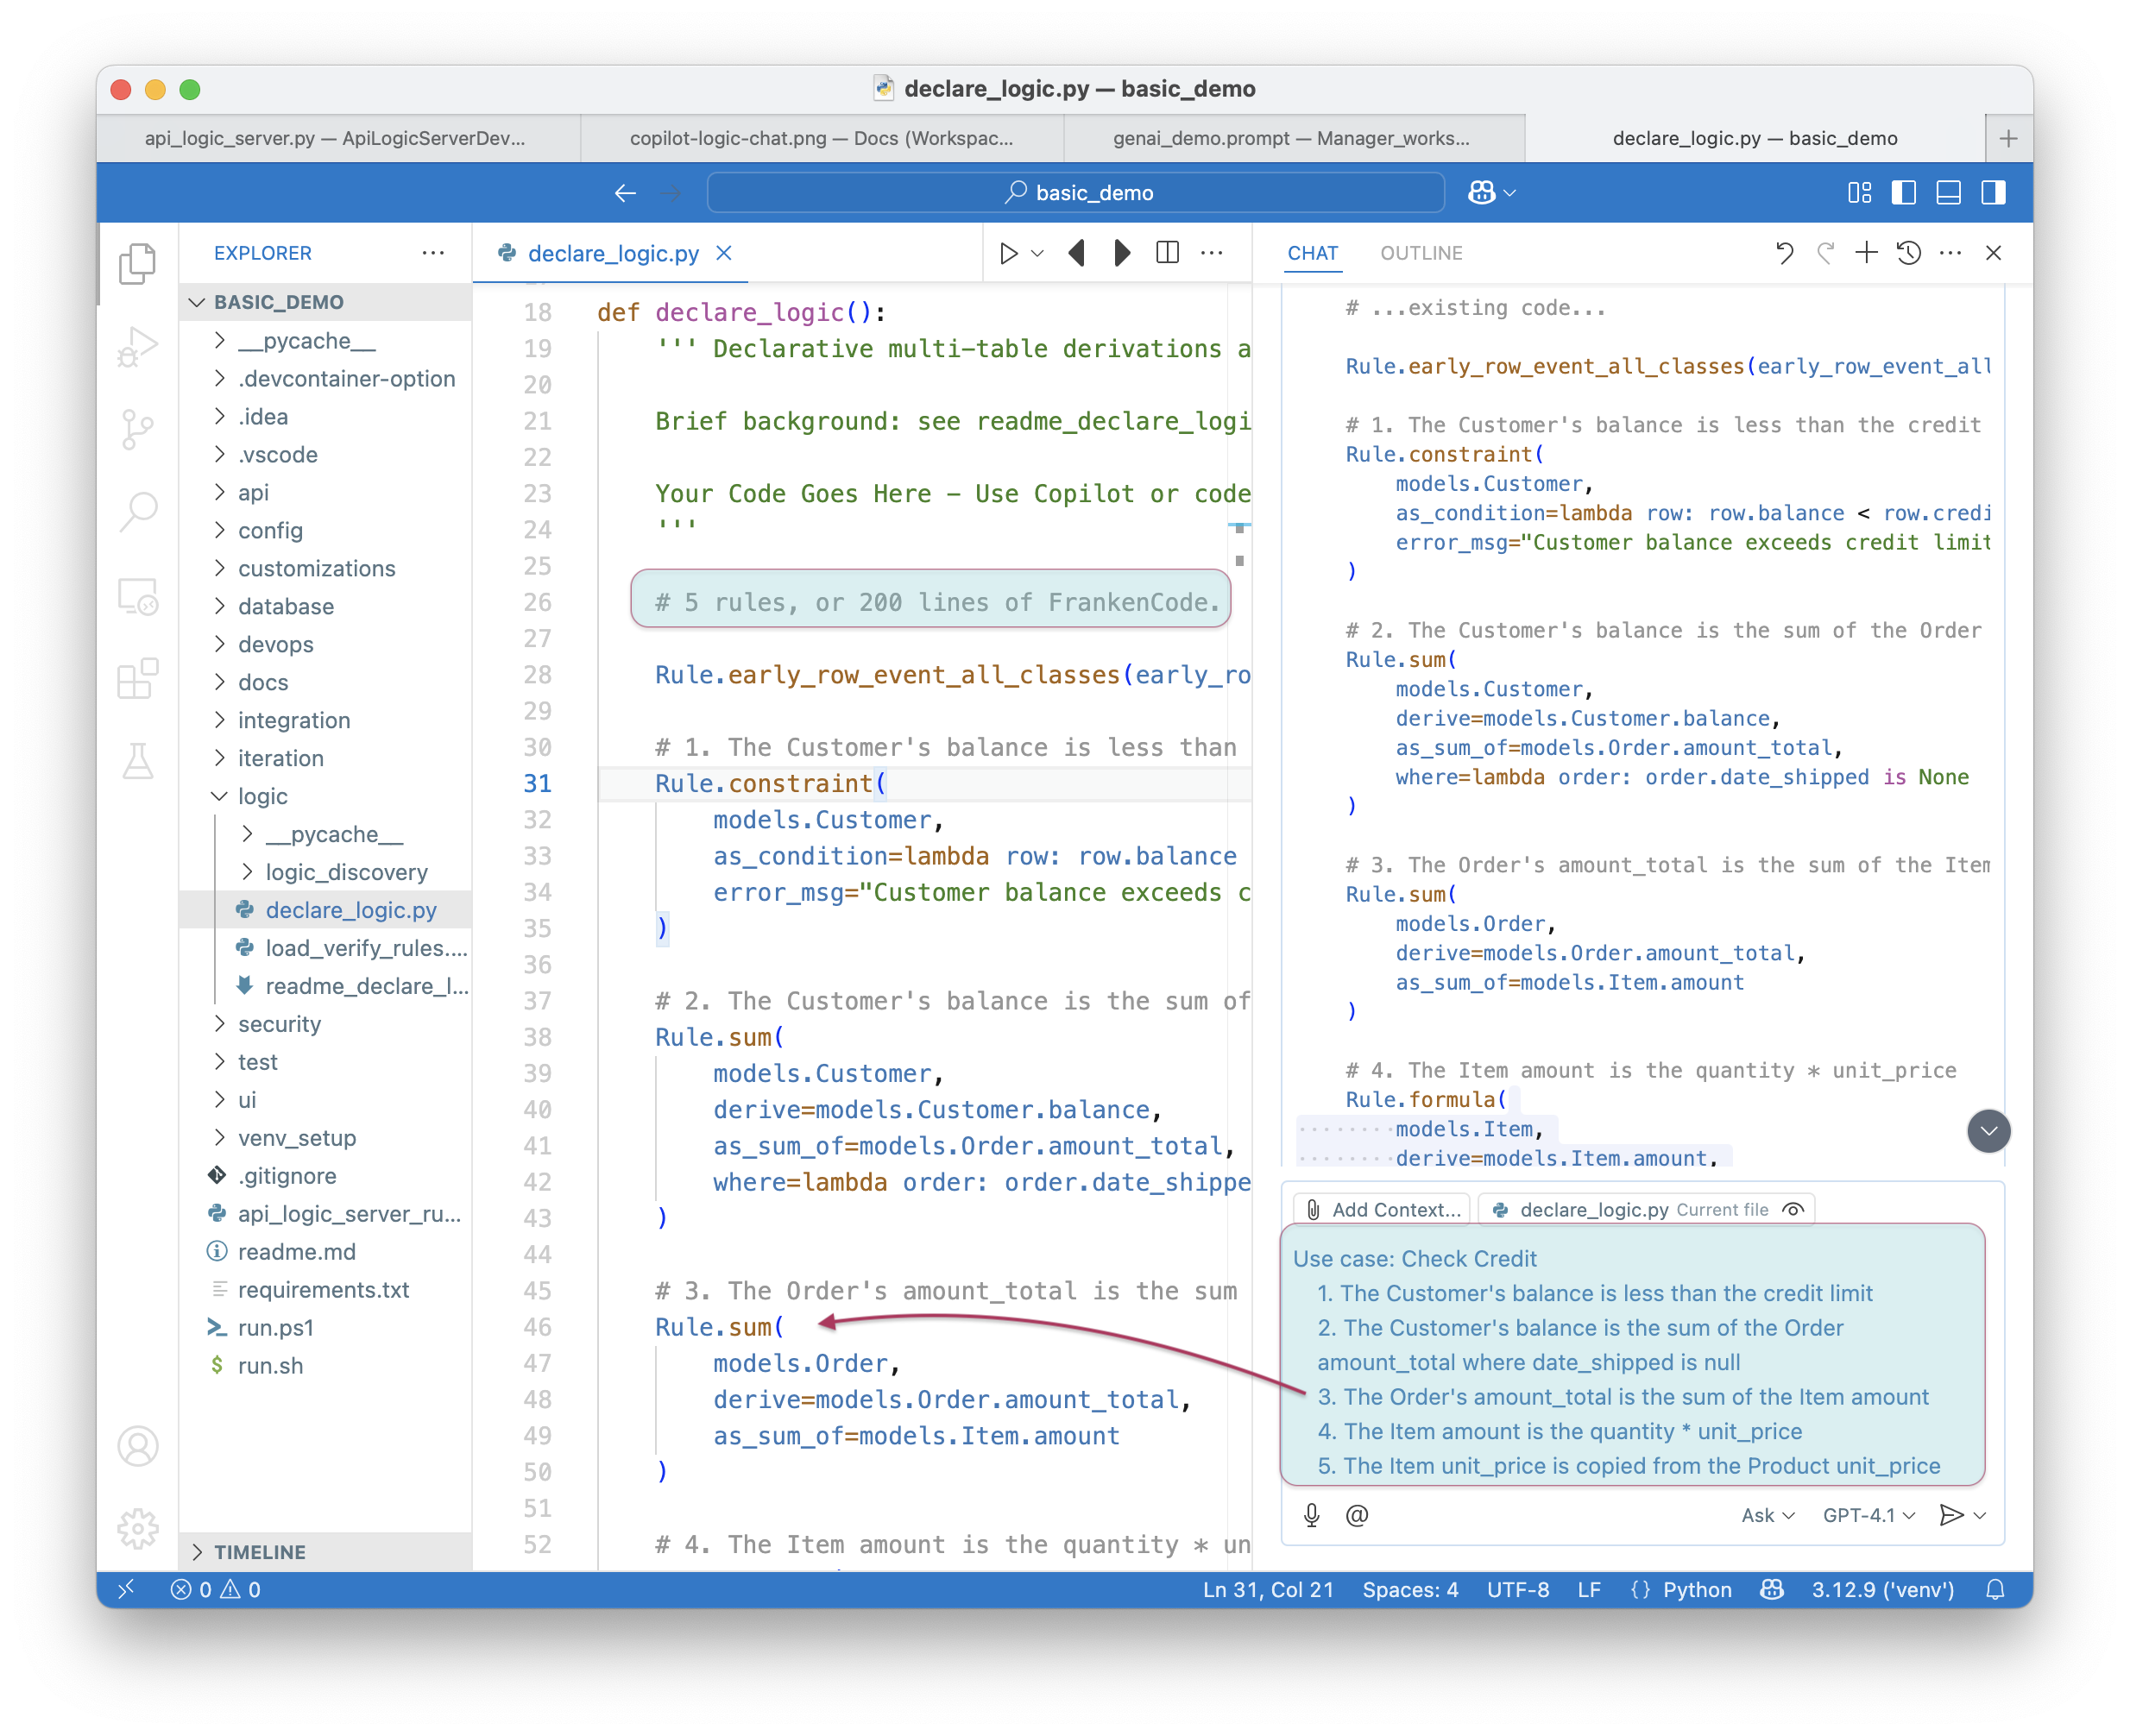 declare_logic.py — basic_demo
api_logic_server.py — ApiLogicServerDev...
copilot-logic-chat.png — Docs (Workspac...
genai_demo.prompt — Manager_works...
declare_logic.py — basic_demo
basic_demo
EXPLORER
BASIC_DEMO
__pycache__
.devcontainer-option
.idea
.vscode
api
config
customizations
database
devops
docs
integration
iteration
logic
__pycache__
logic_discovery
declare_logic.py
load_verify_rules....
readme_declare_l...
security
test
ui
venv_setup
.gitignore
api_logic_server_ru...
readme.md
requirements.txt
run.ps1
run.sh
TIMELINE
declare_logic.py
18 def declare_logic():
19 ''' Declarative multi-table derivations a
20
21 Brief background: see readme_declare_logi
22
23 Your Code Goes Here - Use Copilot or code
24 '''
25
26 # 5 rules, or 200 lines of FrankenCode.
27
28 Rule.early_row_event_all_classes(early_ro
29
30 # 1. The Customer's balance is less than
31 Rule.constraint(
32 models.Customer,
33 as_condition=lambda row: row.balance
34 error_msg="Customer balance exceeds c
35 )
36
37 # 2. The Customer's balance is the sum of
38 Rule.sum(
39 models.Customer,
40 derive=models.Customer.balance,
41 as_sum_of=models.Order.amount_total,
42 where=lambda order: order.date_shippe
43 )
44
45 # 3. The Order's amount_total is the sum
46 Rule.sum(
47 models.Order,
48 derive=models.Order.amount_total,
49 as_sum_of=models.Item.amount
50 )
51
52 # 4. The Item amount is the quantity * un
CHAT OUTLINE
# ...existing code...
Rule.early_row_event_all_classes(early_row_event_all
# 1. The Customer's balance is less than the credit
Rule.constraint(
models.Customer,
as_condition=lambda row: row.balance < row.credi
error_msg="Customer balance exceeds credit limit
)
# 2. The Customer's balance is the sum of the Order
Rule.sum(
models.Customer,
derive=models.Customer.balance,
as_sum_of=models.Order.amount_total,
where=lambda order: order.date_shipped is None
)
# 3. The Order's amount_total is the sum of the Item
Rule.sum(
models.Order,
derive=models.Order.amount_total,
as_sum_of=models.Item.amount
)
# 4. The Item amount is the quantity * unit_price
Rule.formula(
models.Item,
derive=models.Item.amount,
Add Context... declare_logic.py Current file
Use case: Check Credit
1. The Customer's balance is less than the credit limit
2. The Customer's balance is the sum of the Order
amount_total where date_shipped is null
3. The Order's amount_total is the sum of the Item amount
4. The Item amount is the quantity * unit_price
5. The Item unit_price is copied from the Product unit_price
@ Ask GPT-4.1
0 0 Ln 31, Col 21 Spaces: 4 UTF-8 LF {} Python 3.12.9 ('venv')